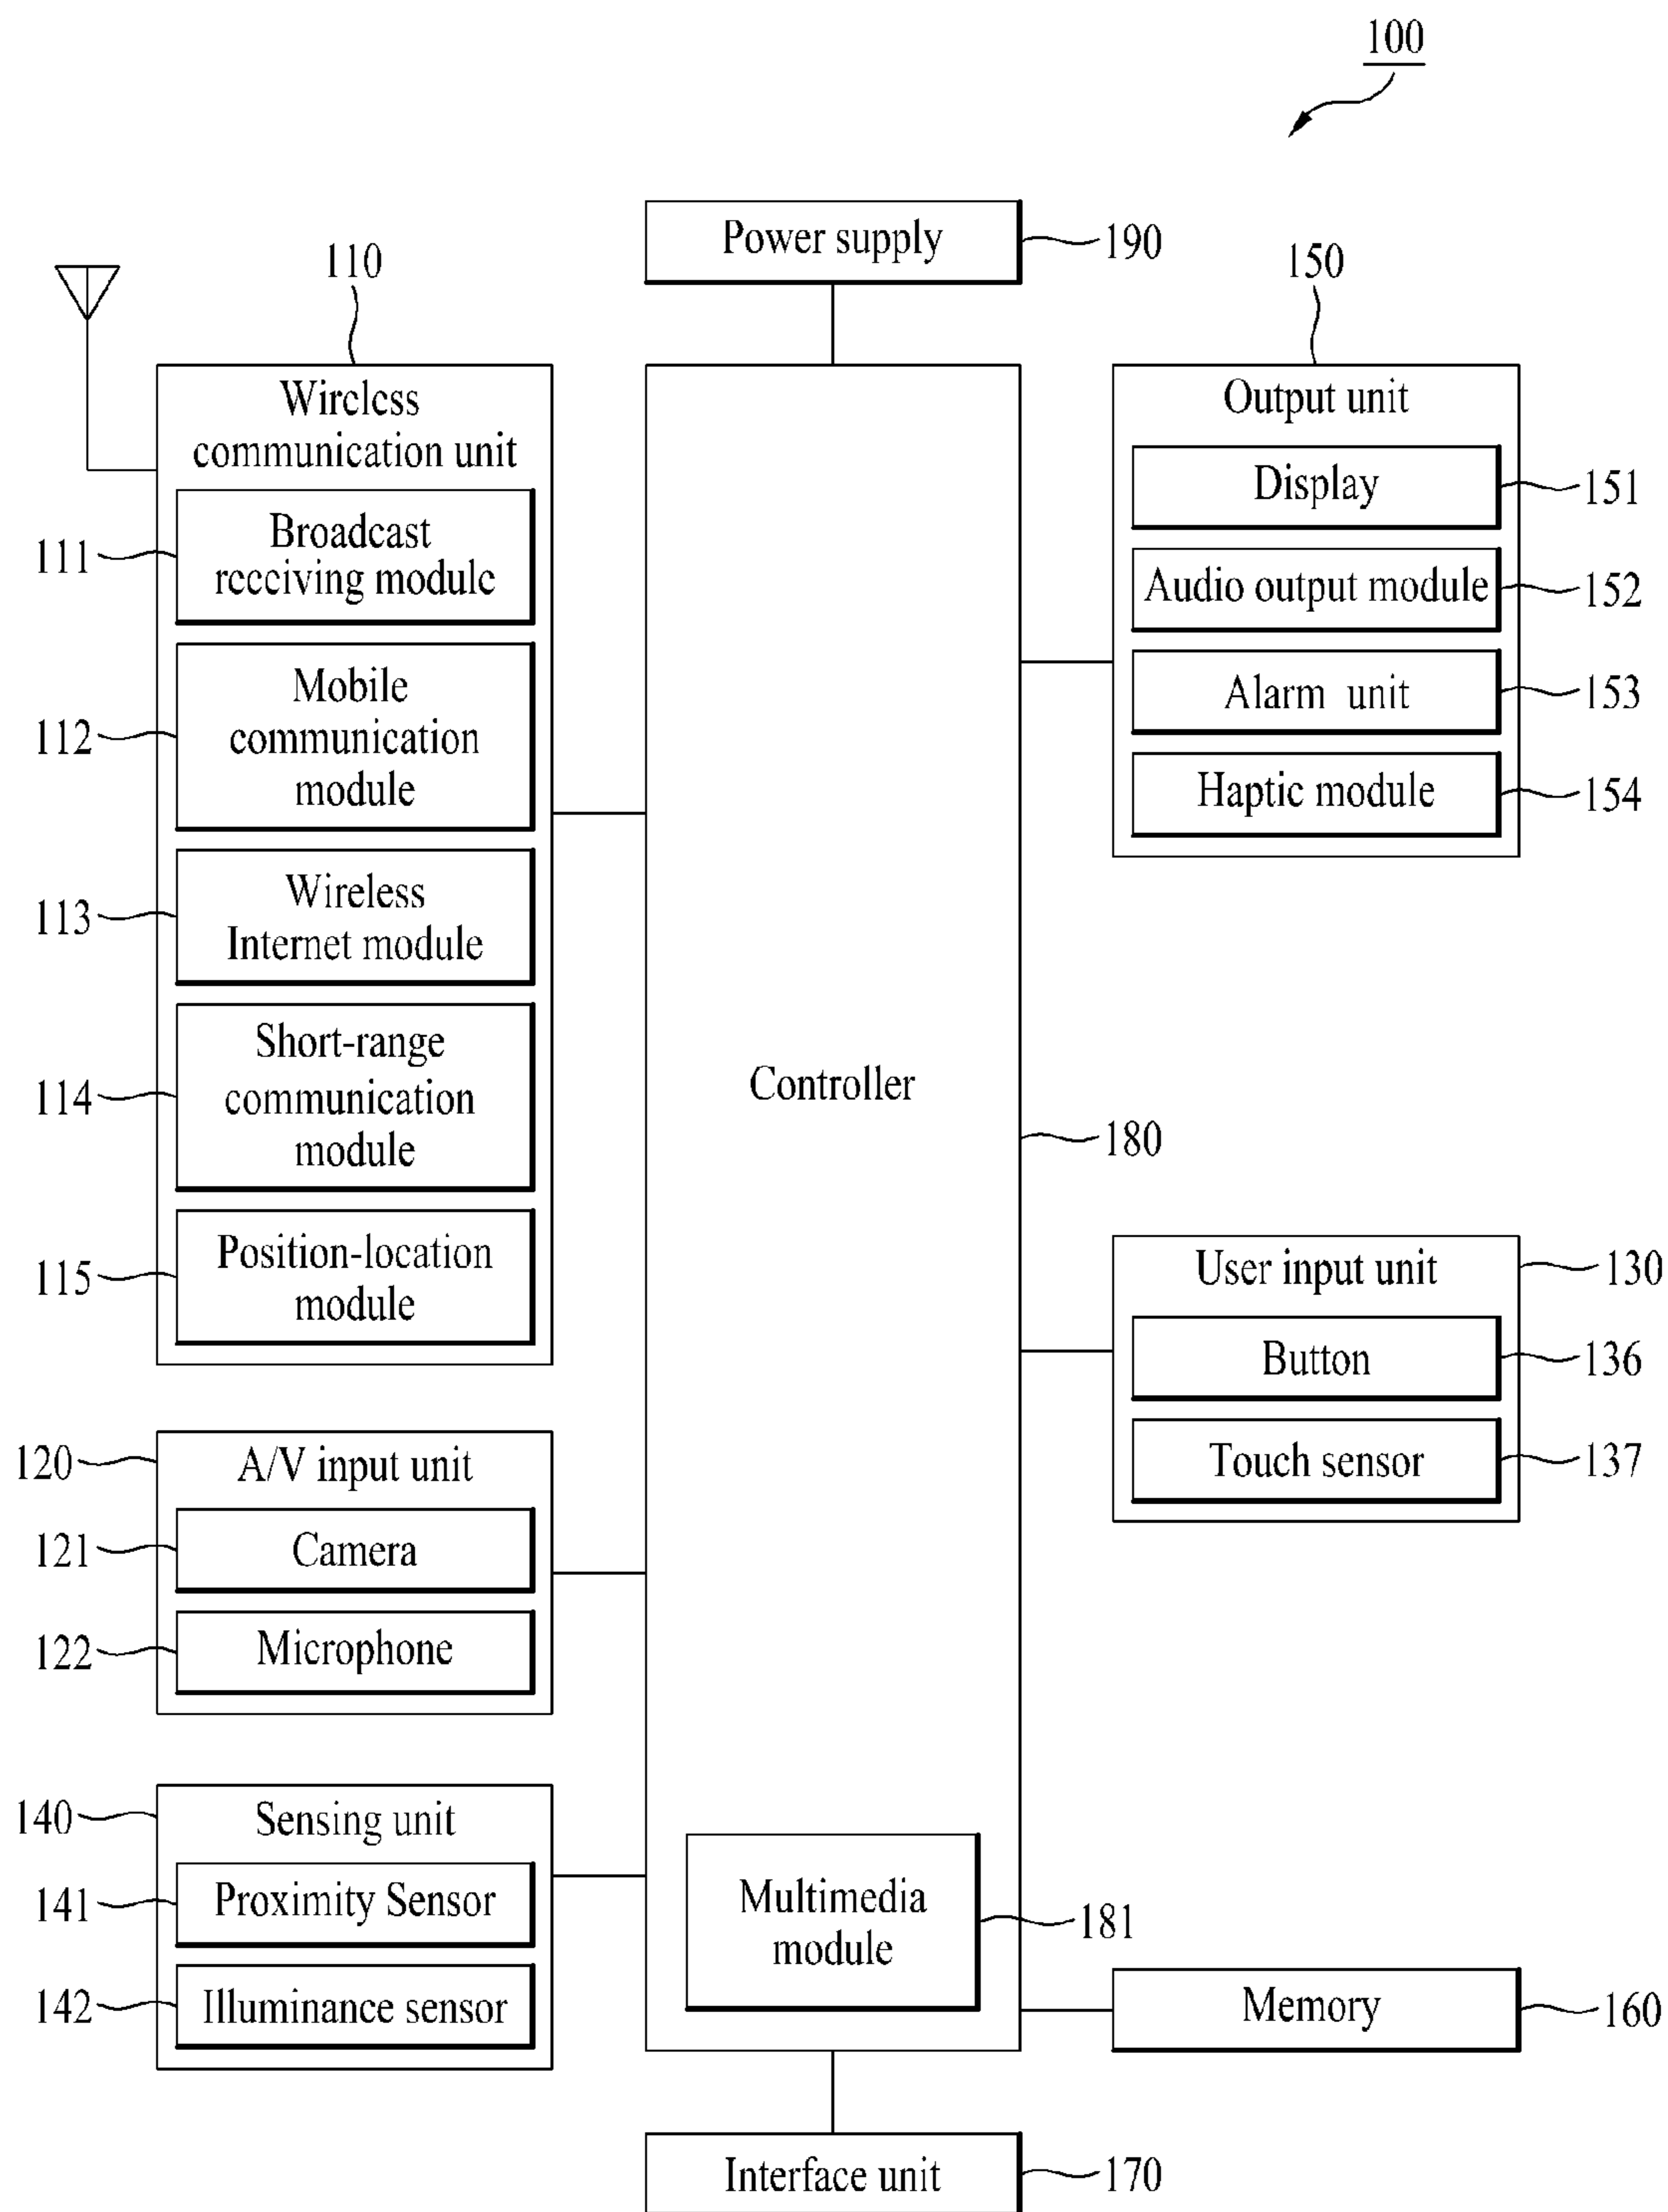 100
Power supply
190
110
150
Wireless
communication unit
Broadcast
receiving module
111
Mobile
communication
module
112
Wireless
Internet module
113
Short-range
communication
module
114
Position-location
module
115
Output unit
Display
151
Audio output module
152
Alarm unit
153
Haptic module
154
Controller
180
User input unit
130
Button
136
Touch sensor
137
120
A/V input unit
121
Camera
122
Microphone
140
Sensing unit
141
Proximity Sensor
142
Illuminance sensor
Multimedia
module
181
Memory
160
Interface unit
170